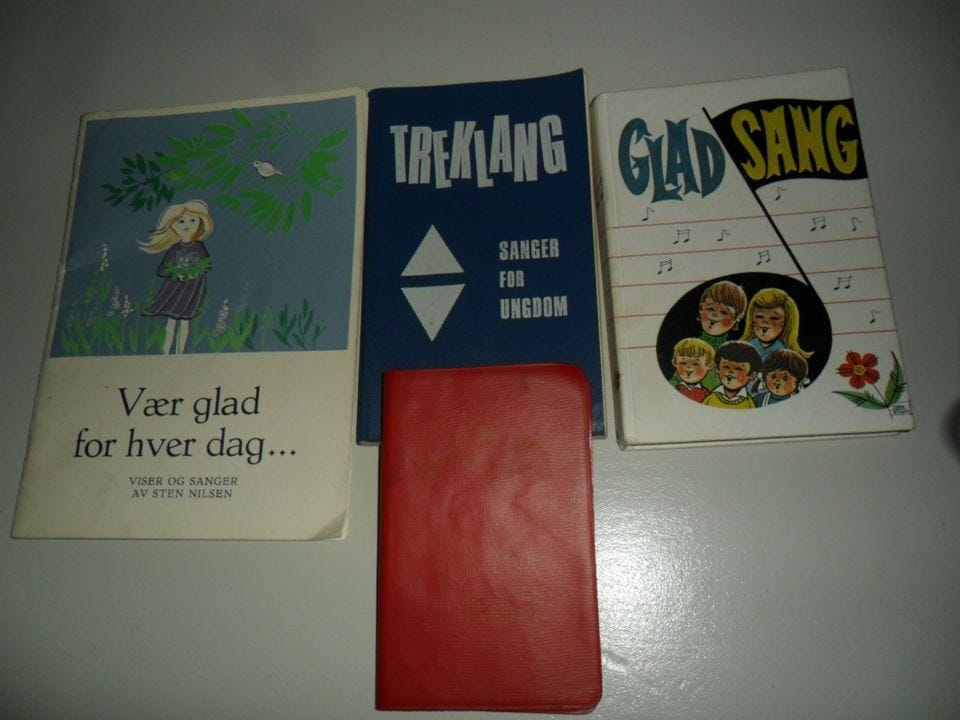 Vær glad
for hver dag...
VISER OG SANGER
AV STEN NILSEN
TREKLANG
SANGER
FOR
UNGDOM
GLAD
SANG